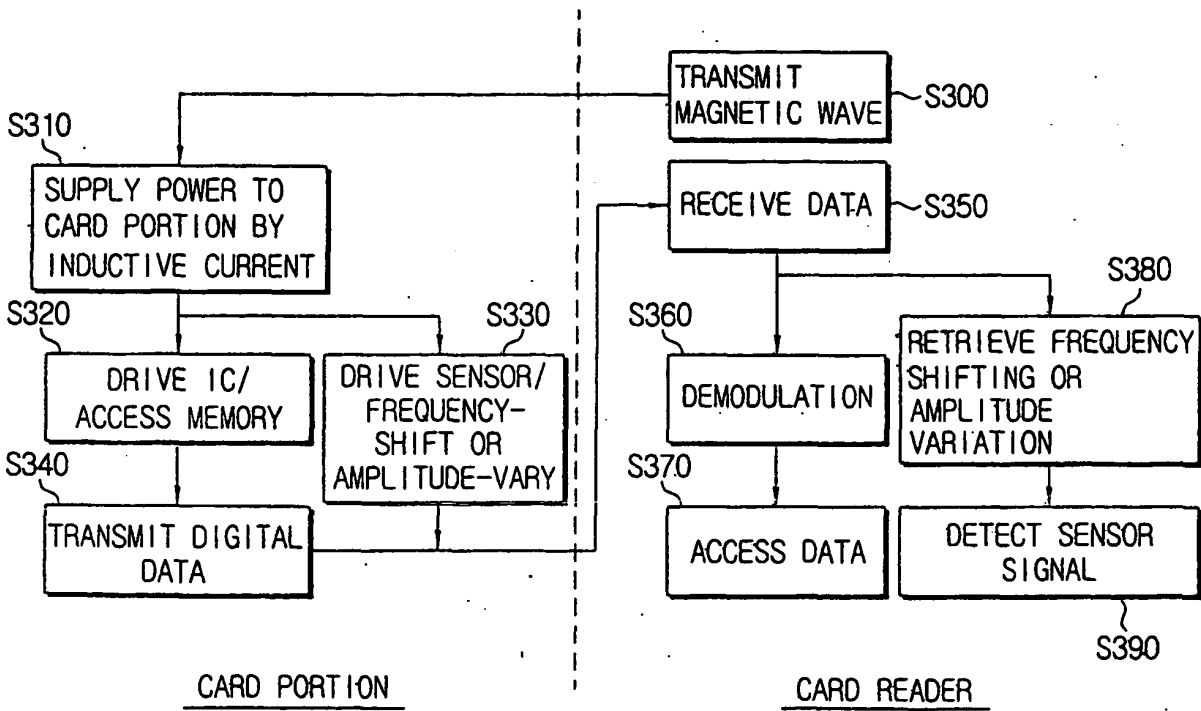 TRANSMIT
MAGNETIC WAVE
S300
S310
SUPPLY POWER TO
CARD PORTION BY
INDUCTIVE CURRENT
RECEIVE DATA
S350
S320
DRIVE IC/
ACCESS MEMORY
S330
DRIVE SENSOR/
FREQUENCY-
SHIFT OR
AMPLITUDE-VARY
S360
DEMODULATION
S380
RETRIEVE FREQUENCY
SHIFTING OR
AMPLITUDE
VARIATION
S340
TRANSMIT DIGITAL
DATA
S370
ACCESS DATA
DETECT SENSOR
SIGNAL
S390
CARD PORTION
CARD READER